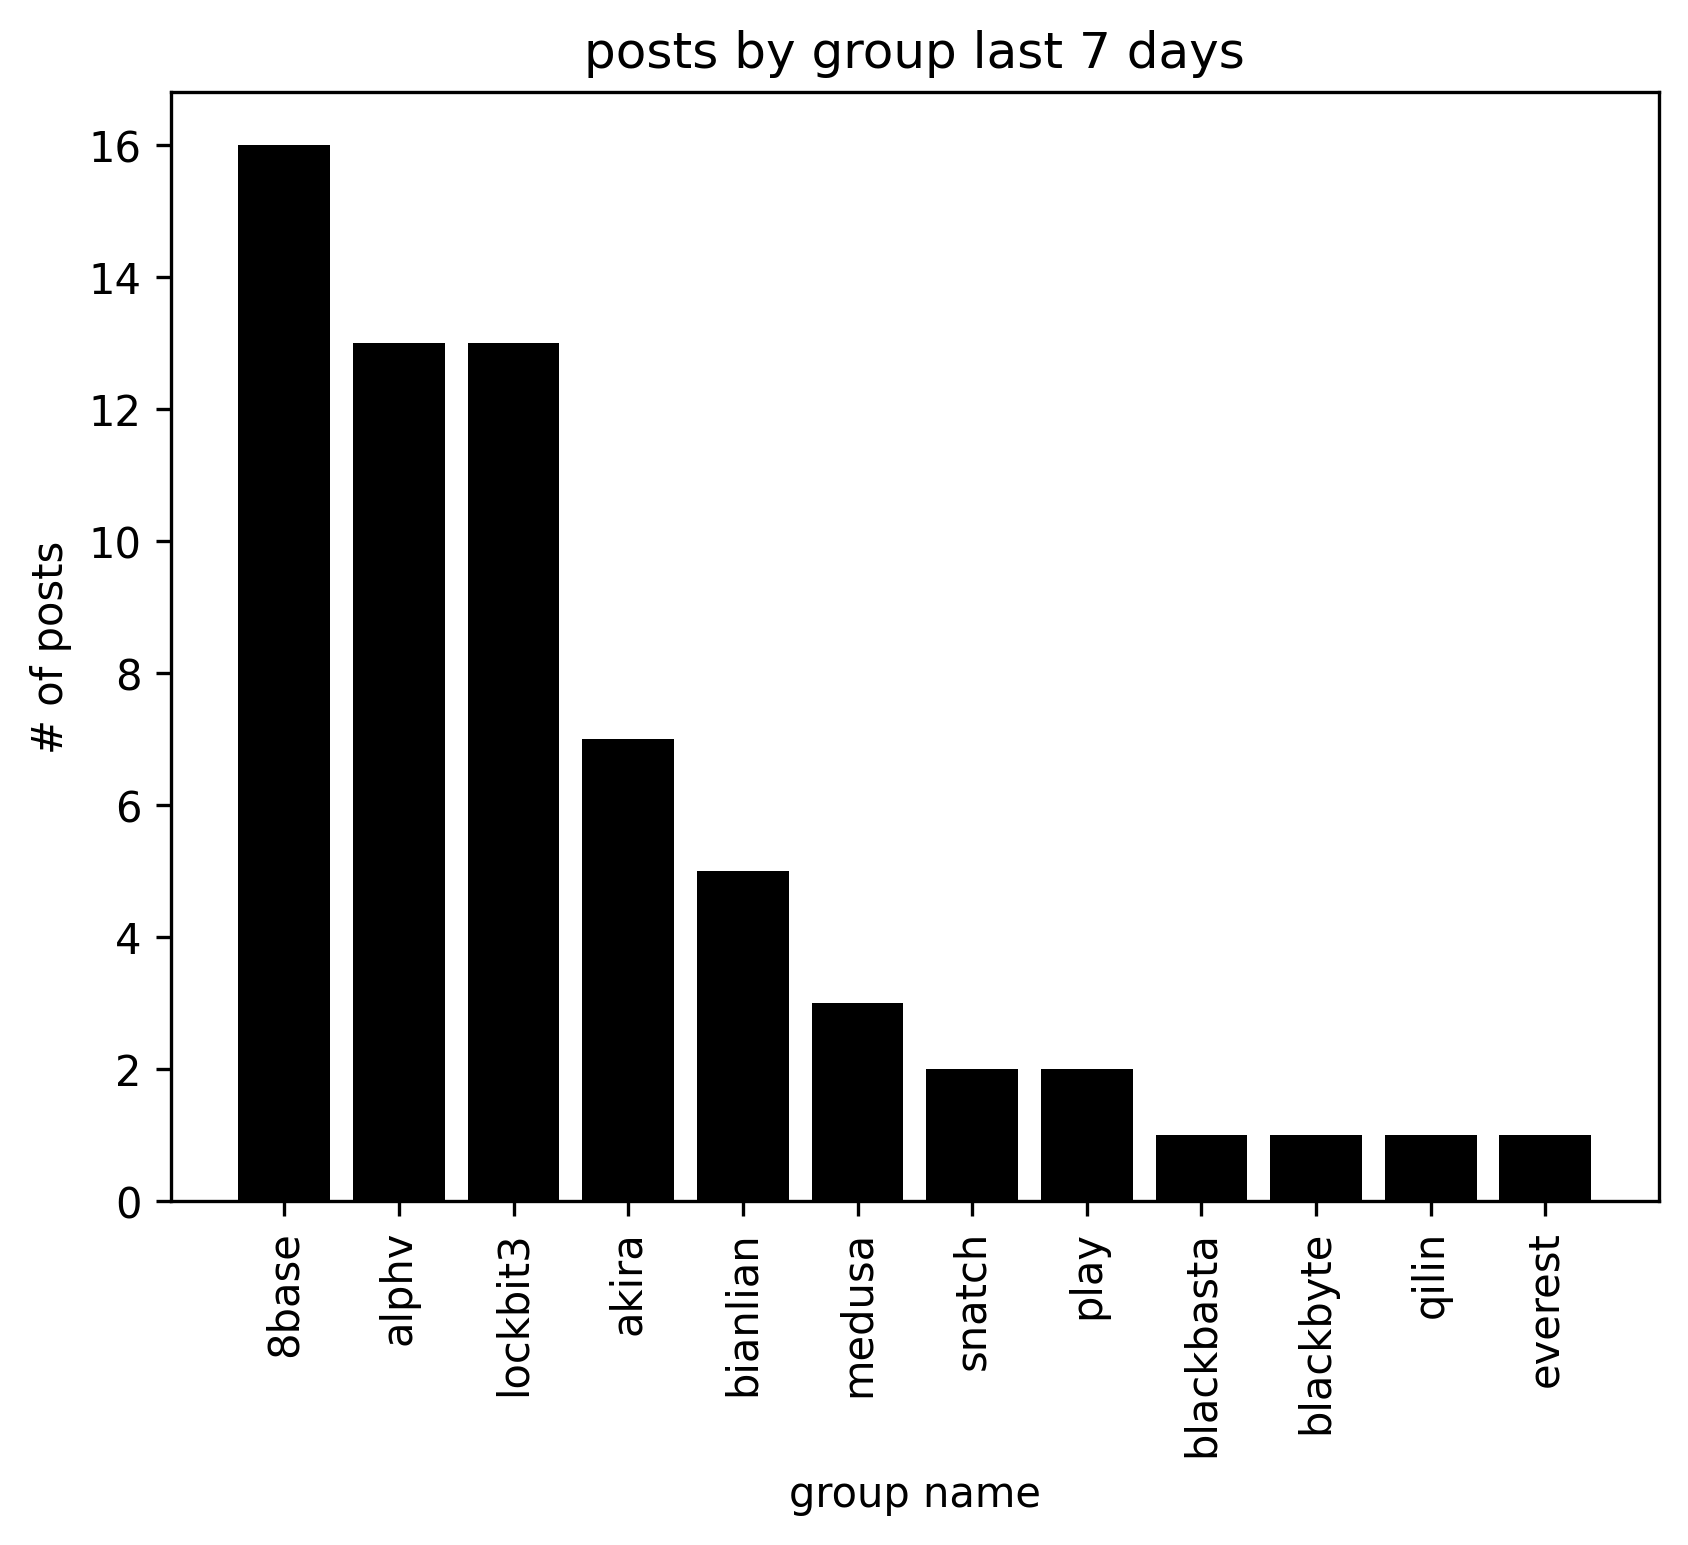 posts by group last 7 days
16
14
12
10
8
6
4
2
0
# of posts
8base
alphv
lockbit3
akira
bianlian
medusa
snatch
play
blackbasta
blackbyte
qilin
everest
group name